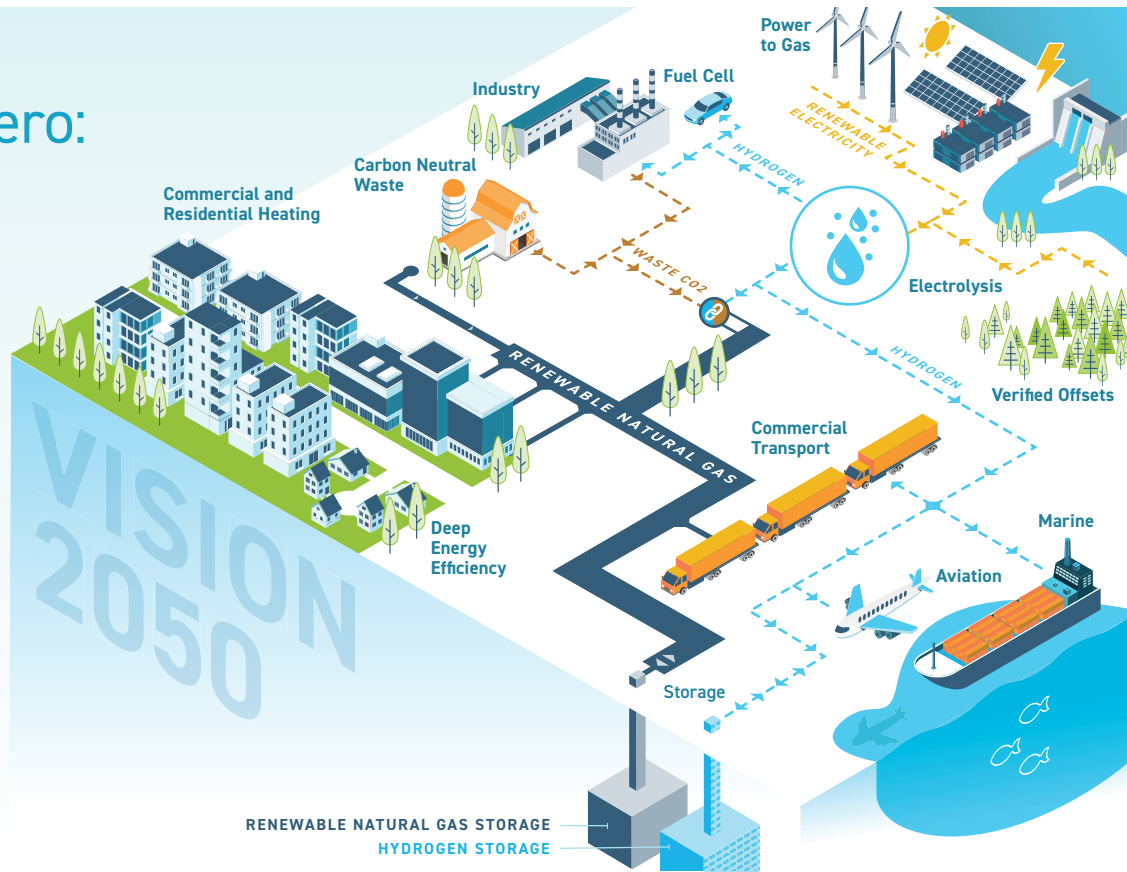 ero:
Power
to Gas
Fuel Cell
Industry
RENEWABLE
ELECTRICITY
HYDROGEN
Carbon Neutral
Waste
Commercial and
Residential Heating
WASTE CO2
Electrolysis
HYDROGEN
Verified Offsets
RENEWABLE NATURAL GAS
Commercial
Transport
VISION
2050
Deep
Energy
Efficiency
Marine
Aviation
Storage
RENEWABLE NATURAL GAS STORAGE
HYDROGEN STORAGE